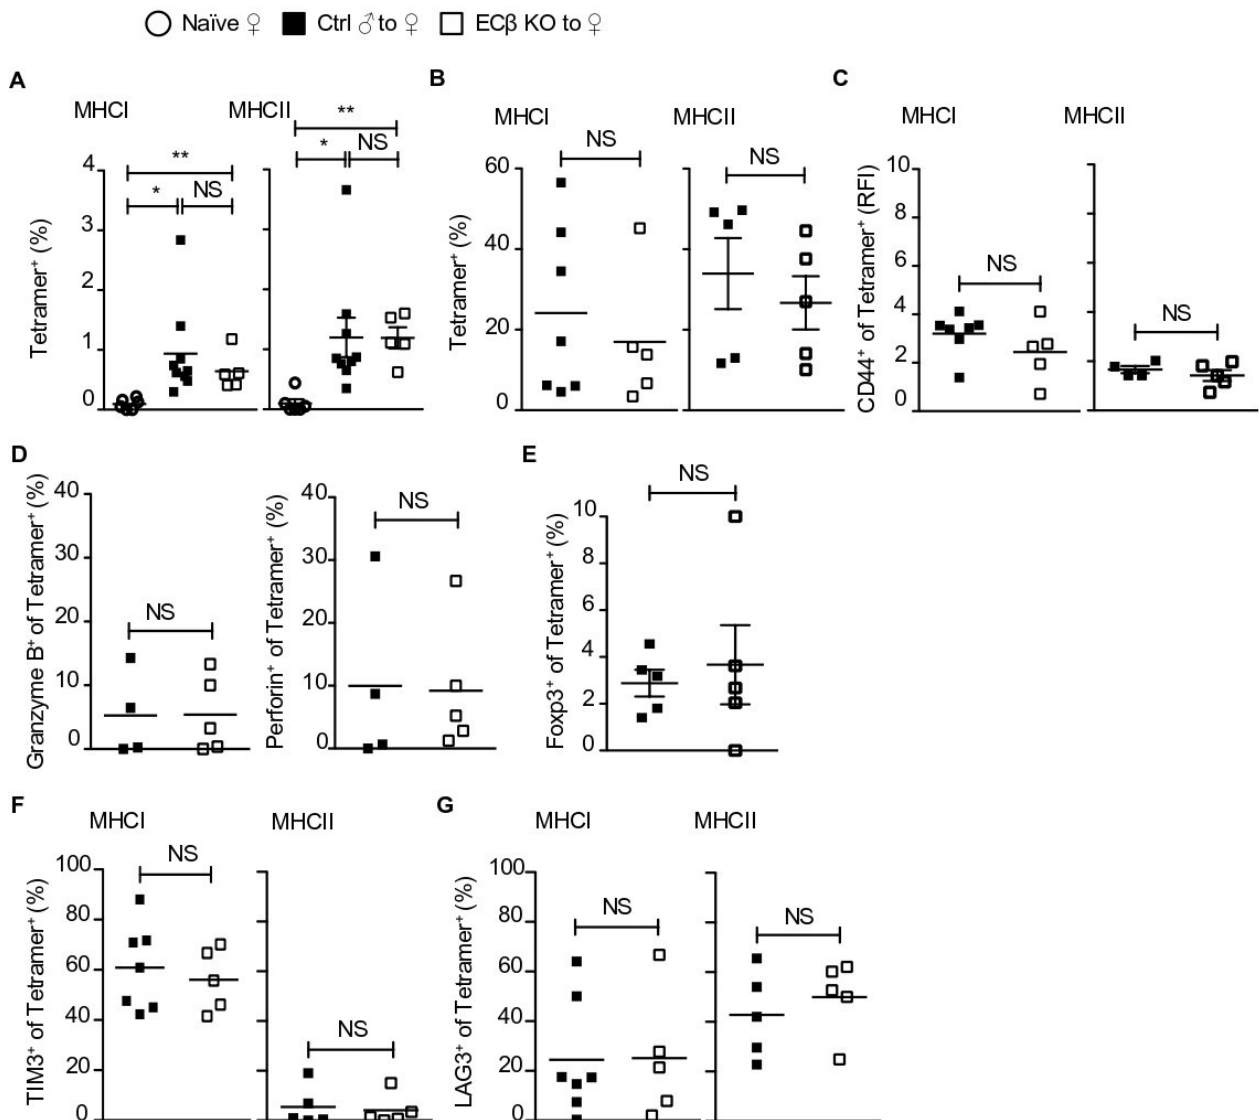 Naïve ♀ Ctrl ♂ to ♀ ECβ KO to ♀
A
MHCI
MHCII
Tetramer⁺ (%)
4
3
2
1
0
**
*
NS
**
*
NS
B
MHCI
MHCII
Tetramer⁺ (%)
60
40
20
0
NS
NS
C
MHCI
MHCII
CD44⁺ of Tetramer⁺ (RFI)
10
8
6
4
2
0
NS
NS
D
Granzyme B⁺ of Tetramer⁺ (%)
40
30
20
10
0
NS
Perforin⁺ of Tetramer⁺ (%)
40
30
20
10
0
NS
E
Foxp3⁺ of Tetramer⁺ (%)
10
8
6
4
2
0
NS
F
MHCI
MHCII
TIM3⁺ of Tetramer⁺ (%)
100
80
60
40
20
0
NS
NS
G
MHCI
MHCII
LAG3⁺ of Tetramer⁺ (%)
100
80
60
40
20
0
NS
NS